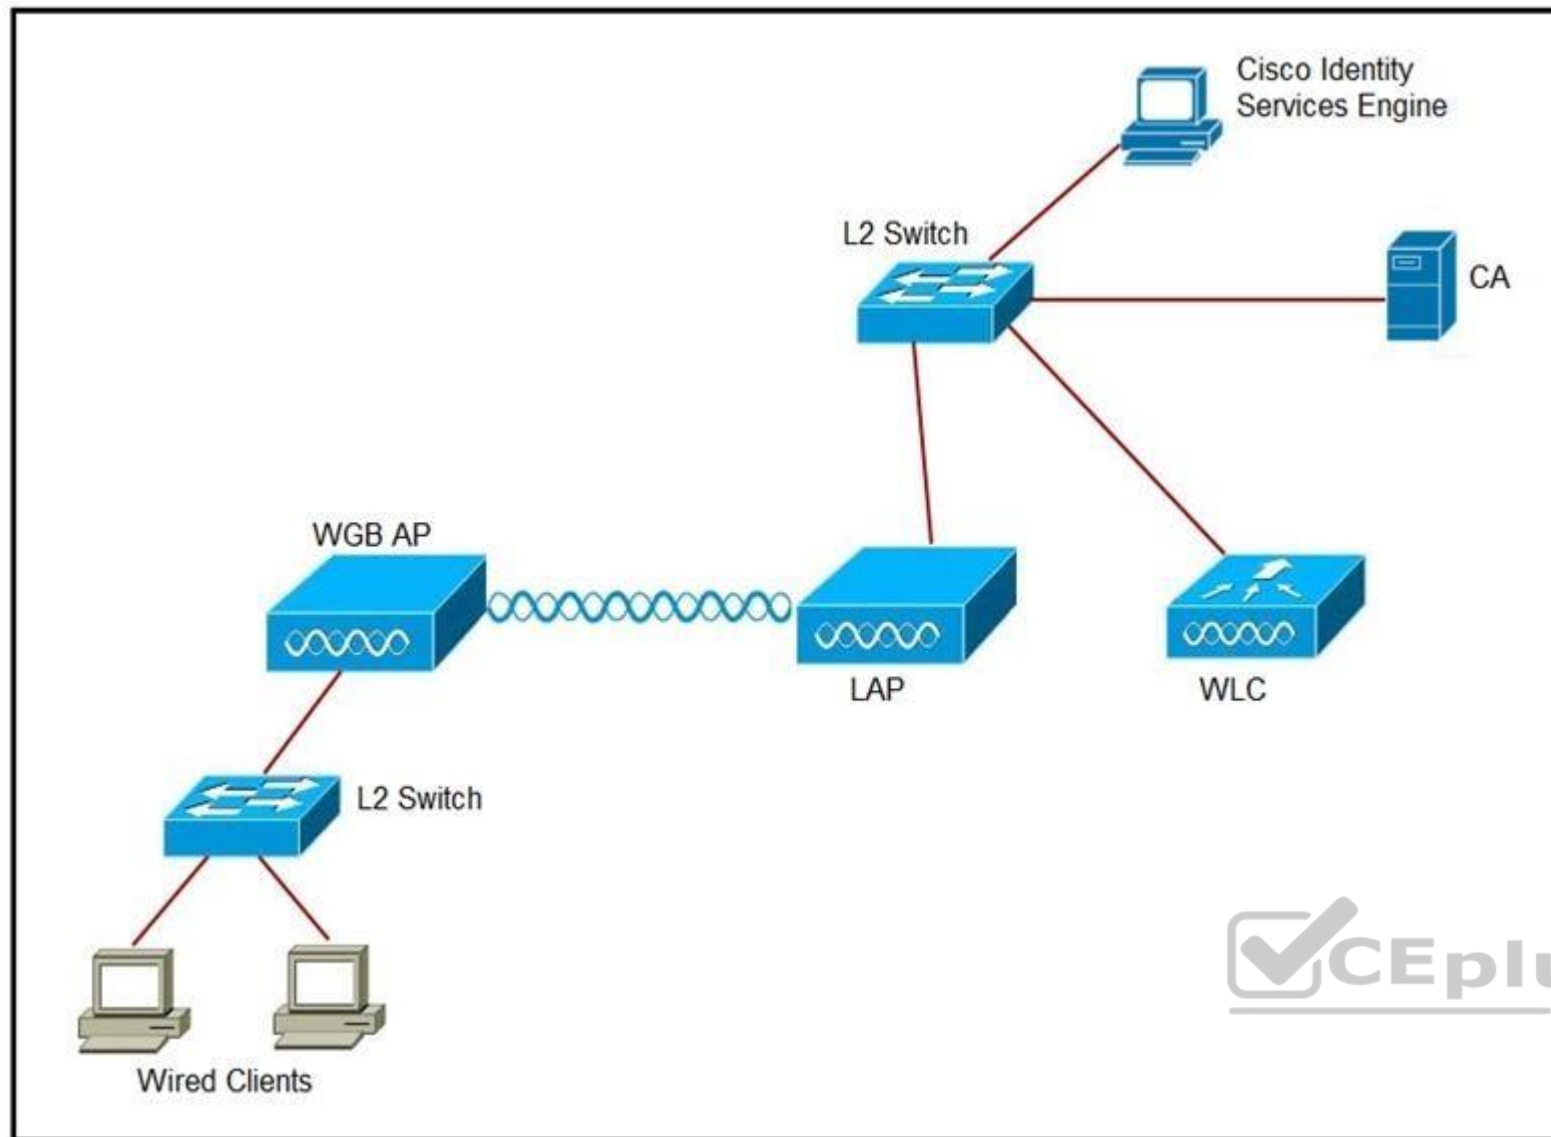 Cisco Identity
Services Engine
L2 Switch
CA
WGB AP
LAP
WLC
L2 Switch
Wired Clients